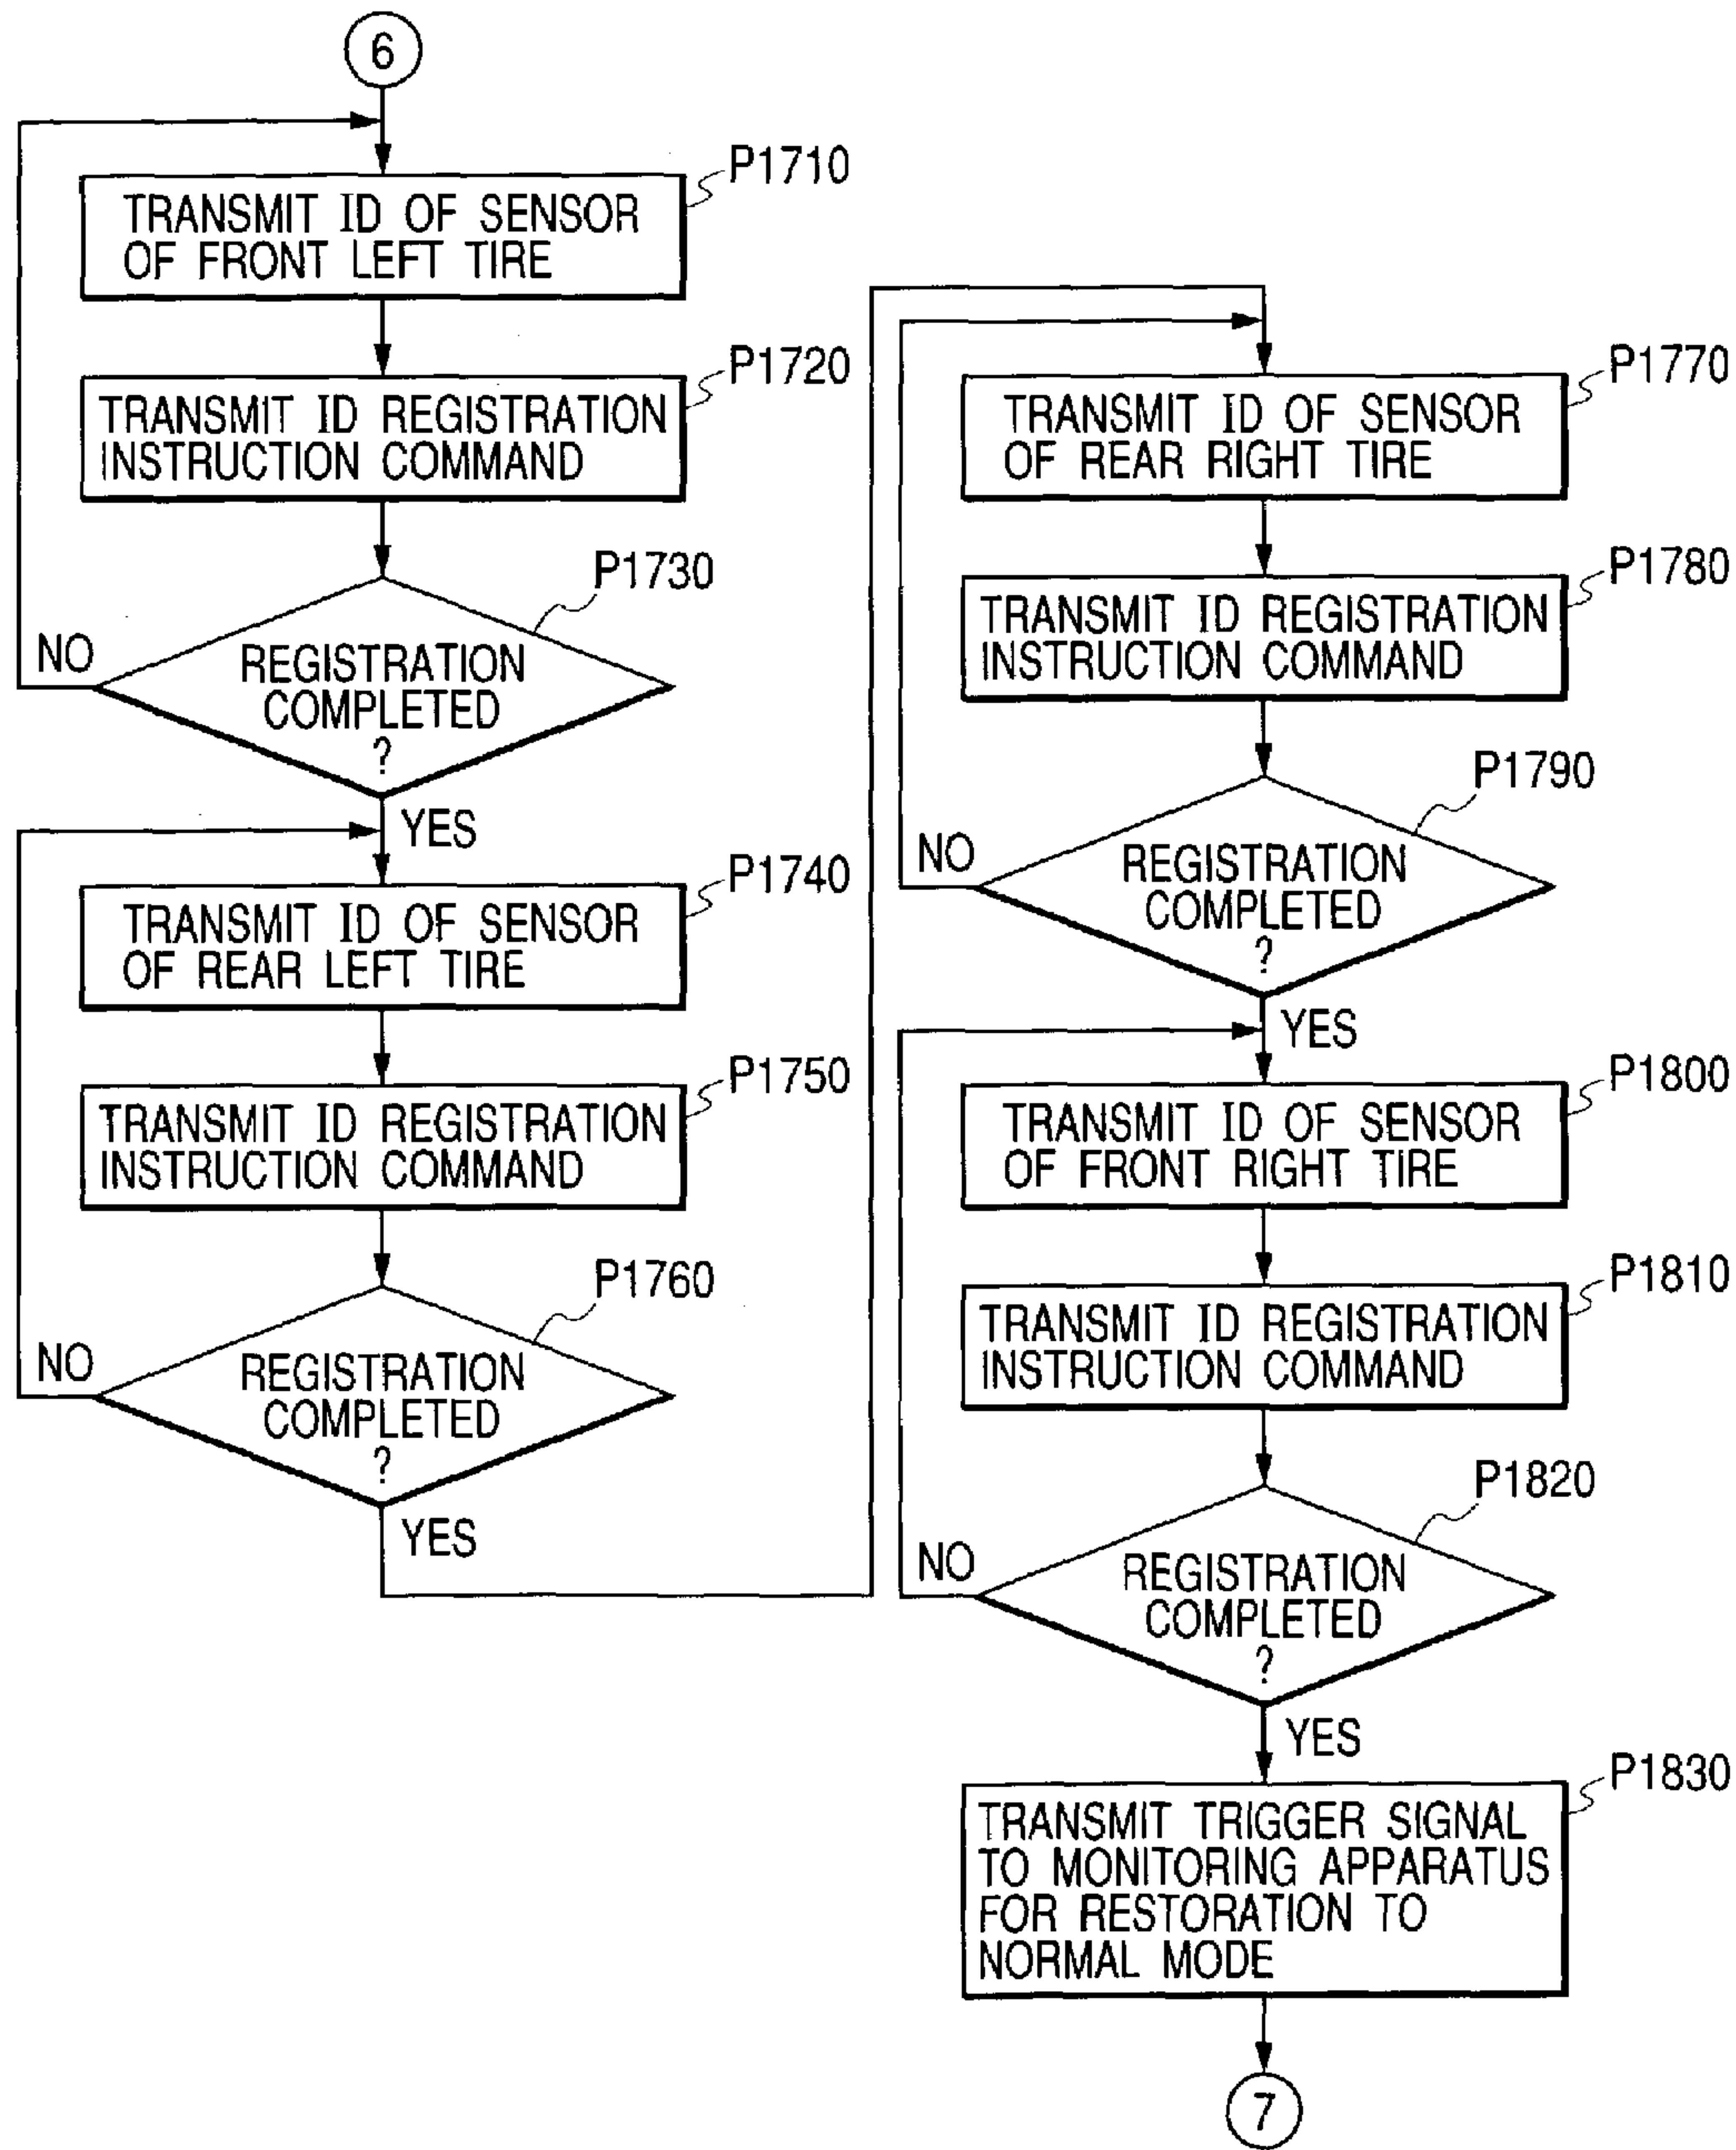 6
P1710
TRANSMIT ID OF SENSOR
OF FRONT LEFT TIRE
P1720
TRANSMIT ID REGISTRATION
INSTRUCTION COMMAND
P1730
NO
REGISTRATION
COMPLETED
?
YES
P1740
TRANSMIT ID OF SENSOR
OF REAR LEFT TIRE
P1750
TRANSMIT ID REGISTRATION
INSTRUCTION COMMAND
P1760
NO
REGISTRATION
COMPLETED
?
YES
P1770
TRANSMIT ID OF SENSOR
OF REAR RIGHT TIRE
P1780
TRANSMIT ID REGISTRATION
INSTRUCTION COMMAND
P1790
NO
REGISTRATION
COMPLETED
?
YES
P1800
TRANSMIT ID OF SENSOR
OF FRONT RIGHT TIRE
P1810
TRANSMIT ID REGISTRATION
INSTRUCTION COMMAND
P1820
NO
REGISTRATION
COMPLETED
?
YES
P1830
TRANSMIT TRIGGER SIGNAL
TO MONITORING APPARATUS
FOR RESTORATION TO
NORMAL MODE
7